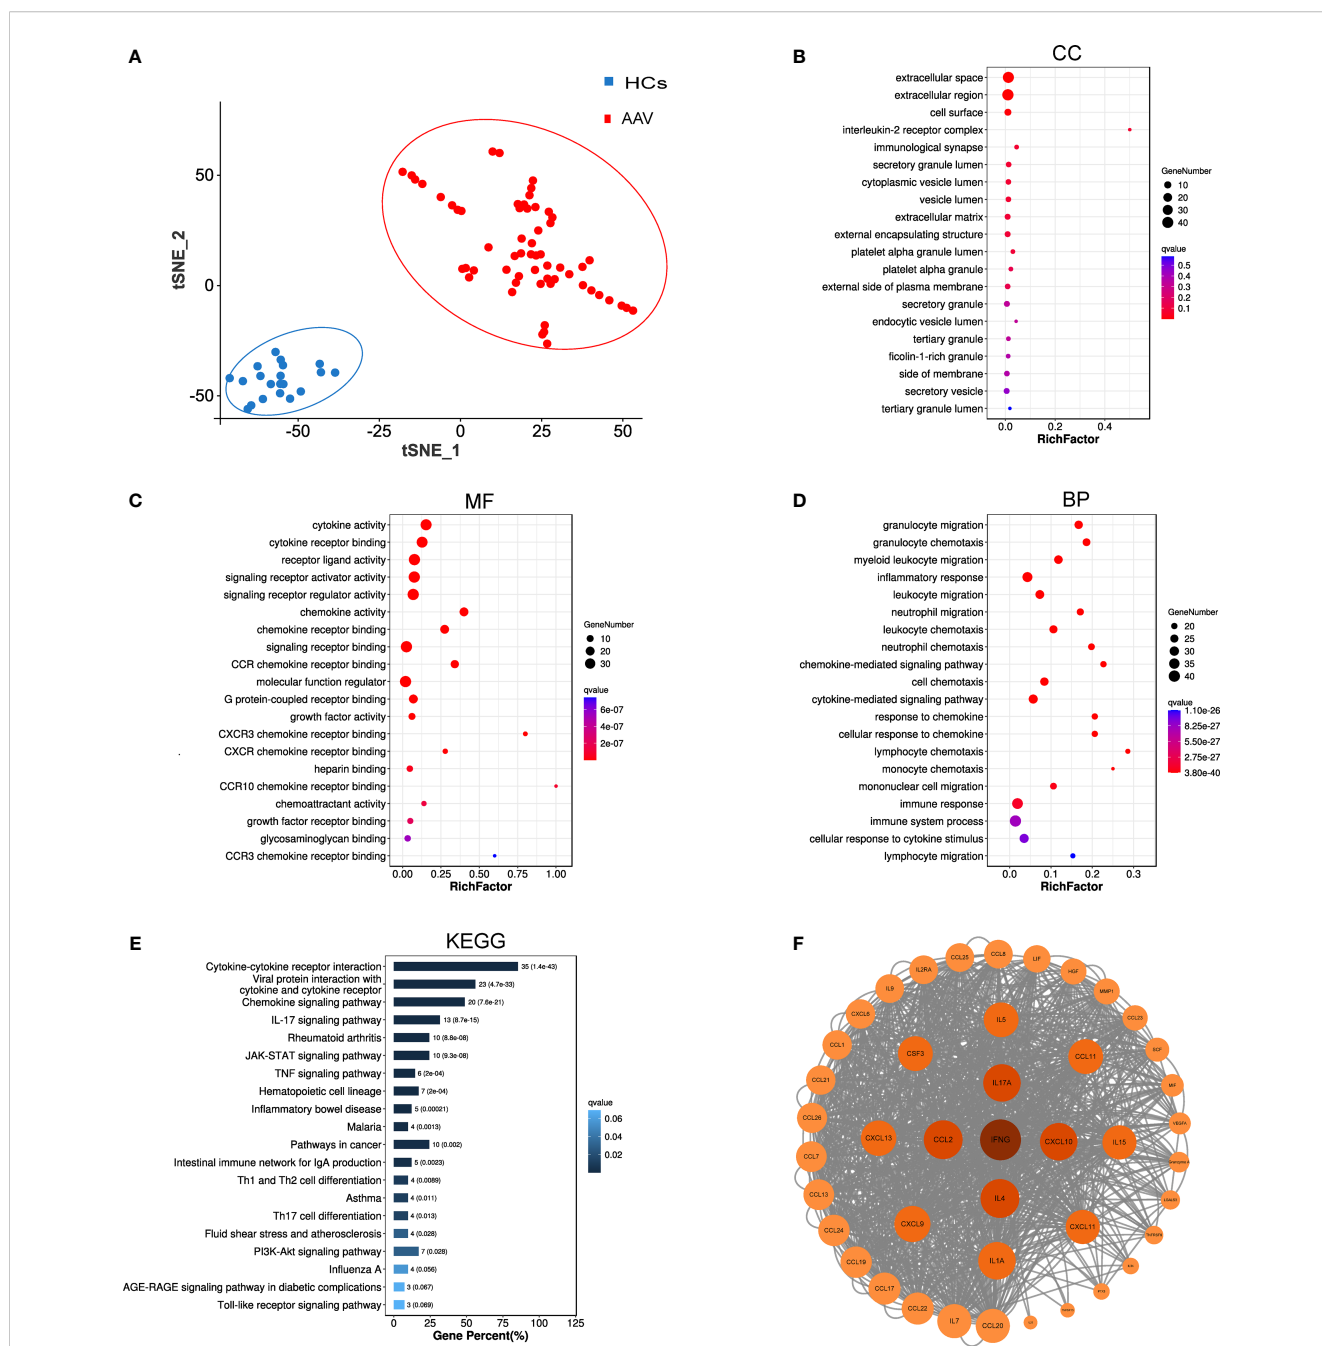 A
HCs
AAV
50
0
-50
-50
-25
0
25
50
tSNE_2
tSNE_1
B
CC
extracellular space
extracellular region
cell surface
interleukin-2 receptor complex
immunological synapse
secretory granule lumen
cytoplasmic vesicle lumen
vesicle lumen
extracellular matrix
external encapsulating structure
platelet alpha granule lumen
platelet alpha granule
external side of plasma membrane
secretory granule
endocytic vesicle lumen
tertiary granule
ficolin-1-rich granule
side of membrane
secretory vesicle
tertiary granule lumen
0.0
0.2
0.4
RichFactor
GeneNumber
10
20
30
40
qvalue
0.5
0.4
0.3
0.2
0.1
C
MF
cytokine activity
cytokine receptor binding
receptor ligand activity
signaling receptor activator activity
signaling receptor regulator activity
chemokine activity
chemokine receptor binding
signaling receptor binding
CCR chemokine receptor binding
molecular function regulator
G protein-coupled receptor binding
growth factor activity
CXCR3 chemokine receptor binding
CXCR chemokine receptor binding
heparin binding
CCR10 chemokine receptor binding
chemoattractant activity
growth factor receptor binding
glycosaminoglycan binding
CCR3 chemokine receptor binding
0.00
0.25
0.50
0.75
1.00
RichFactor
GeneNumber
10
20
30
qvalue
6e-07
4e-07
2e-07
D
BP
granulocyte migration
granulocyte chemotaxis
myeloid leukocyte migration
inflammatory response
leukocyte migration
neutrophil migration
leukocyte chemotaxis
neutrophil chemotaxis
chemokine-mediated signaling pathway
cell chemotaxis
cytokine-mediated signaling pathway
response to chemokine
cellular response to chemokine
lymphocyte chemotaxis
monocyte chemotaxis
mononuclear cell migration
immune response
immune system process
cellular response to cytokine stimulus
lymphocyte migration
0.0
0.1
0.2
0.3
RichFactor
GeneNumber
20
25
30
35
40
qvalue
1.10e-26
8.25e-27
5.50e-27
2.75e-27
3.80e-40
E
KEGG
Cytokine-cytokine receptor interaction 35 (1.4e-43)
Viral protein interaction with
cytokine and cytokine receptor 23 (4.7e-33)
Chemokine signaling pathway 20 (7.6e-21)
IL-17 signaling pathway 13 (8.7e-15)
Rheumatoid arthritis 10 (8.8e-08)
JAK-STAT signaling pathway 10 (9.3e-08)
TNF signaling pathway 6 (2e-04)
Hematopoietic cell lineage 7 (2e-04)
Inflammatory bowel disease 5 (0.00021)
Malaria 4 (0.0013)
Pathways in cancer 10 (0.002)
Intestinal immune network for IgA production 5 (0.0023)
Th1 and Th2 cell differentiation 4 (0.0089)
Asthma 4 (0.011)
Th17 cell differentiation 4 (0.013)
Fluid shear stress and atherosclerosis 4 (0.028)
PI3K-Akt signaling pathway 7 (0.028)
Influenza A 4 (0.056)
AGE-RAGE signaling pathway in diabetic complications 3 (0.067)
Toll-like receptor signaling pathway 3 (0.069)
0
25
50
75
100
125
Gene Percent(%)
qvalue
0.06
0.04
0.02
F
CCL25
CCL8
LIF
IL2RA
HGF
IL9
MMP1
CXCL6
IL5
CCL23
CCL1
CSF3
CCL11
SCF
CCL21
IL17A
MIF
CCL26
VEGFA
CXCL13
CCL2
IFNG
CXCL10
IL15
CCL7
Granzyme A
CCL13
IL4
LGALS3
CCL24
CXCL9
CXCL11
CCL19
IL1A
CCL17
CCL22
IL7
CCL20